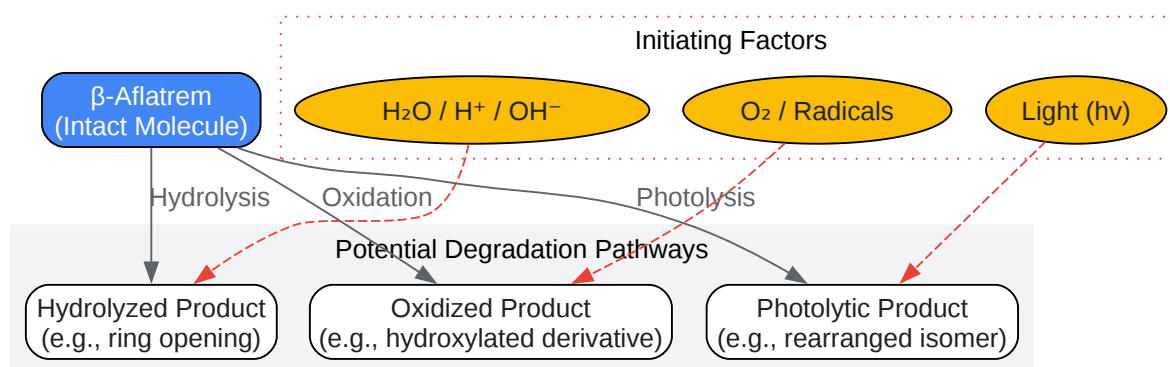 Initiating Factors
β-Aflatrem
(Intact Molecule)
H₂O / H⁺ / OH⁻
O₂ / Radicals
Light (hv)
Hydrolysis
Oxidation
Photolysis
Potential Degradation Pathways
Hydrolyzed Product
(e.g., ring opening)
Oxidized Product
(e.g., hydroxylated derivative)
Photolytic Product
(e.g., rearranged isomer)